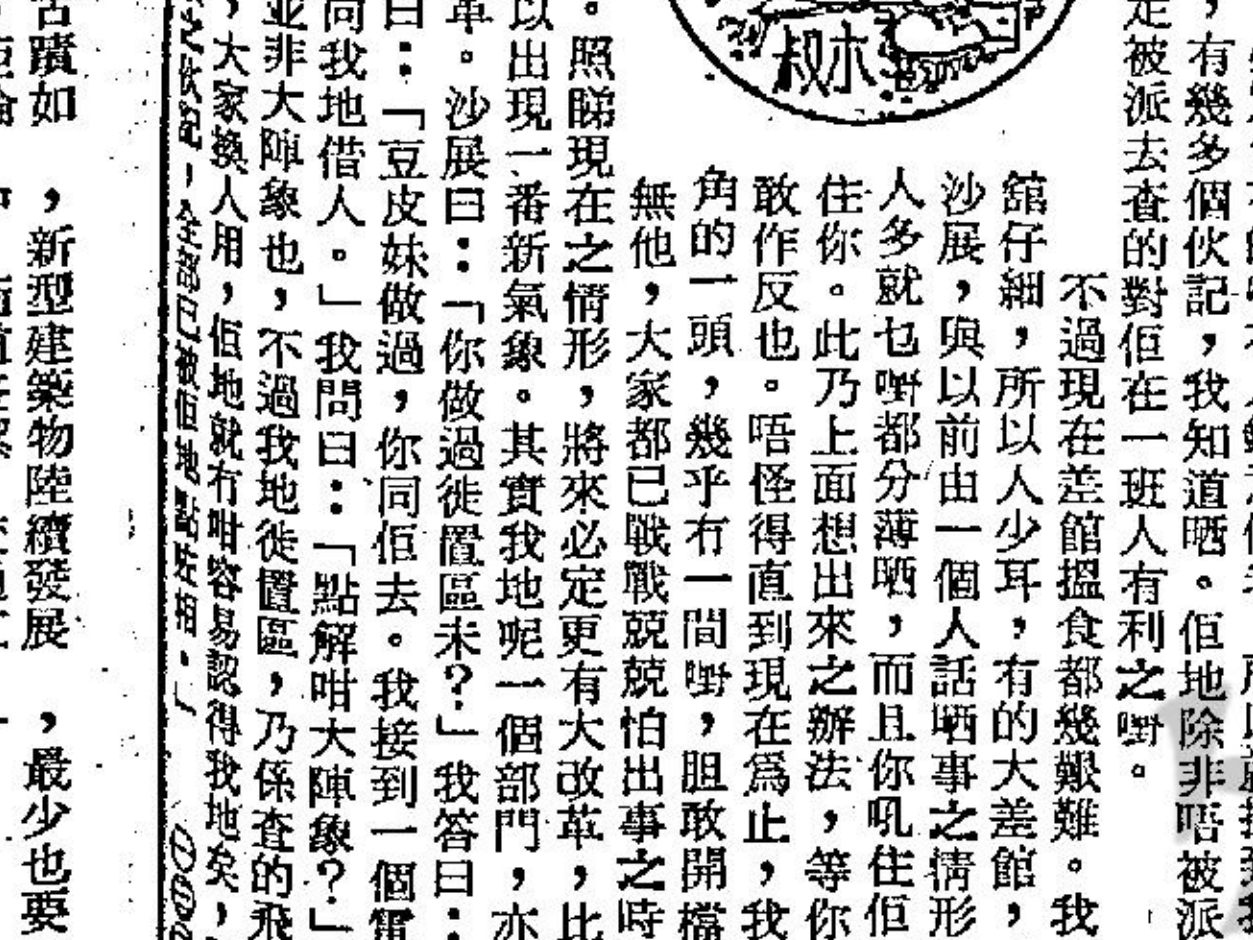 ，有幾多個伙記，我知道晒。佢地除非唔被派
走被派去查的對佢在一班人有利之嘢。
不過現在差館搵食都幾艱難。我
舘仔細，所以人少耳，有的大差館，
沙展，與以前由一個人話晒事之情形
人多就乜嘢都分薄晒，而且你吼住佢
住你。此乃上面想出來之辦法，等你
敢作反也。唔怪得直到現在爲止，我
角的一頭，幾乎冇一間嘢，胆敢開檔
無他，大家都已戰戰兢兢怕出事之時
木叔
。照睇現在之情形，將來必定更有大改革，比
以出現一番新氣象。其實我地呢一個部門，亦
革。沙展曰：「你做過徙置區未？」我答曰：
曰：「豆皮妹做過，你同佢去。我接到一個電
同我地借人。」我問曰：「點解咁大陣象？」
並非大陣象也，不過我地徙置區，乃係查的飛
，大家換人用，佢地就冇咁容易認得我地矣，
之伙記，全部已被佢地點咗相。」
，新型建築物陸續發展，最少也要
古蹟如